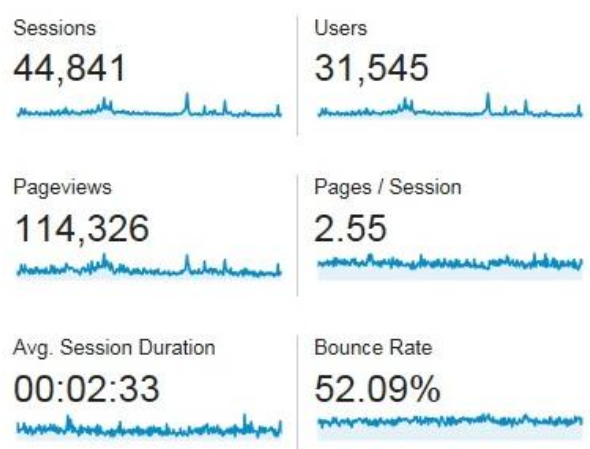 Sessions
44,841
Users
31,545
Pageviews
114,326
Pages / Session
2.55
Avg. Session Duration
00:02:33
Bounce Rate
52.09%